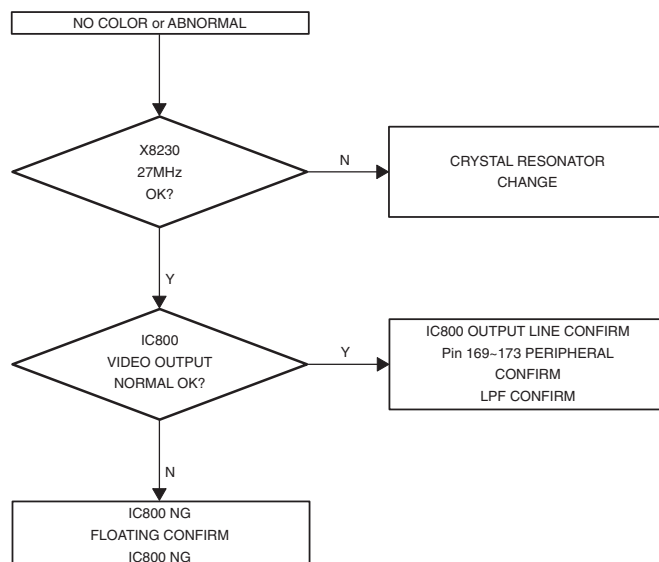 NO COLOR or ABNORMAL
X8230
27MHz
OK?
N
CRYSTAL RESONATOR
CHANGE
Y
IC800
VIDEO OUTPUT
NORMAL OK?
Y
IC800 OUTPUT LINE CONFIRM
Pin 169~173 PERIPHERAL
CONFIRM
LPF CONFIRM
N
IC800 NG
FLOATING CONFIRM
IC800 NG